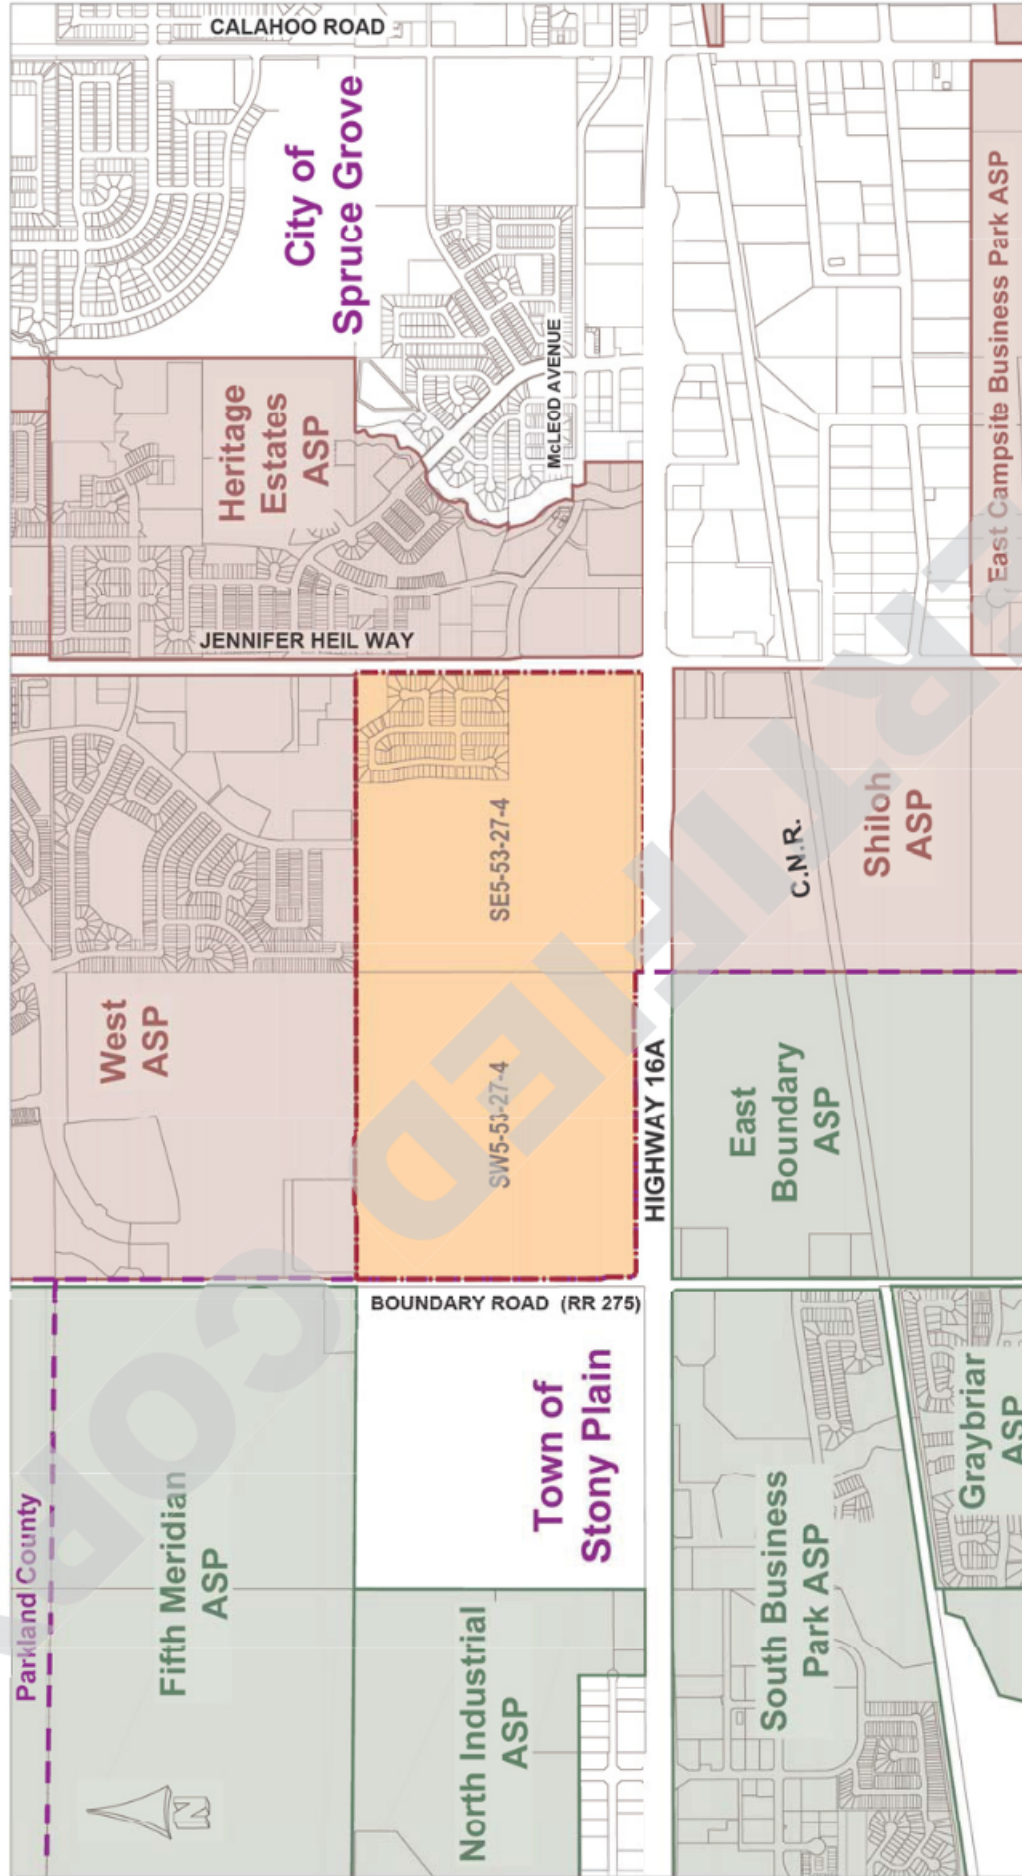 CALAHOO ROAD
City of
Spruce Grove
East Campsite Business Park ASP
McLEOD AVENUE
Heritage
Estates
ASP
JENNIFER HEIL WAY
SE5-53-27-4
Shiloh
ASP
C.N.R.
West
ASP
SW5-53-27-4
HIGHWAY 16A
East
Boundary
ASP
BOUNDARY ROAD (RR 275)
Town of
Stony Plain
Graybriar
ASP
Parkland County
Fifth Meridian
ASP
South Business
Park ASP
North Industrial
ASP
N